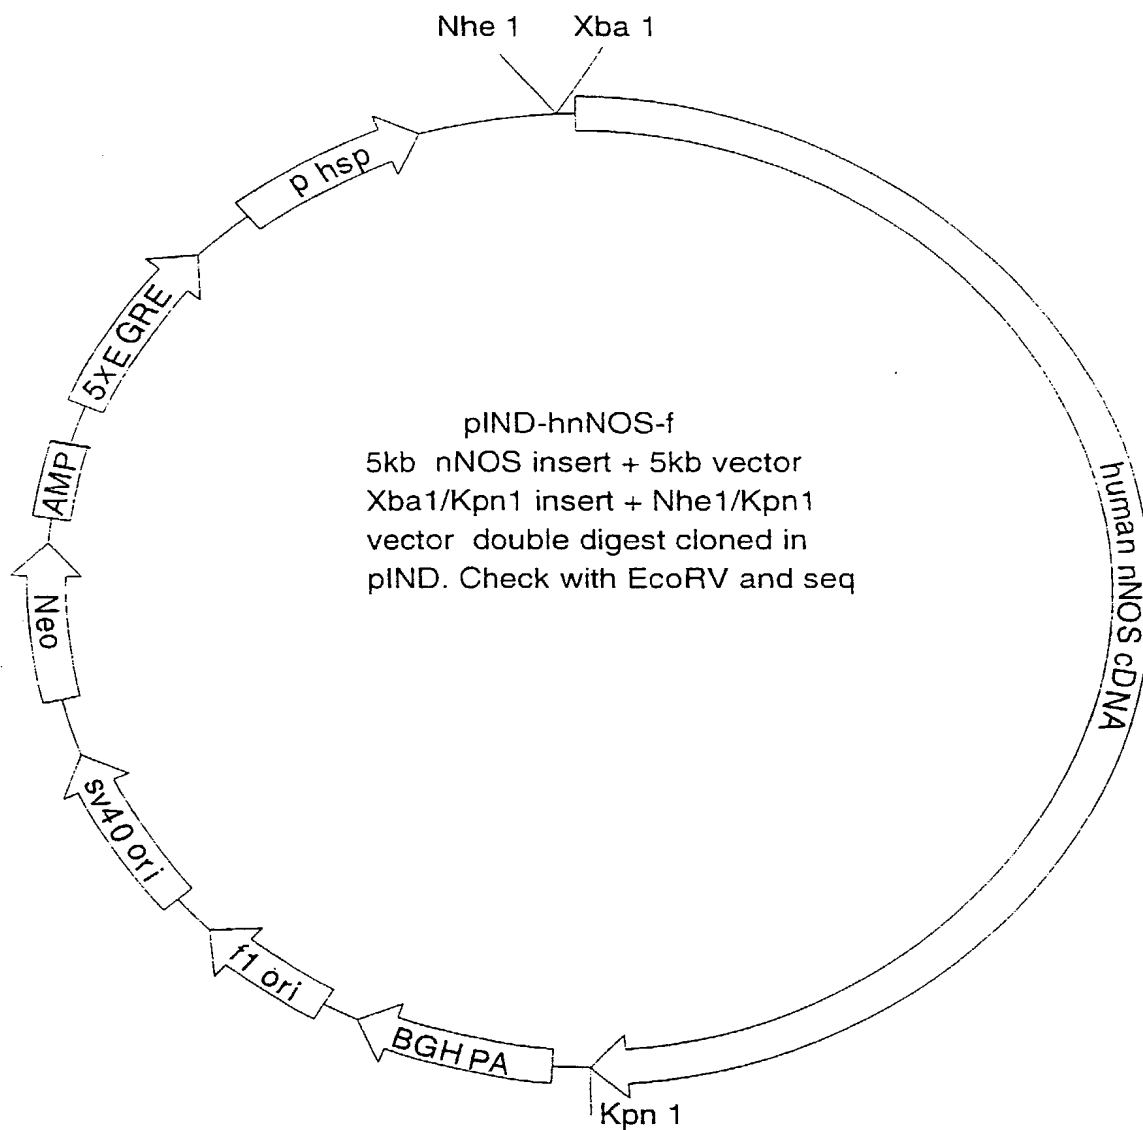 Nhe 1 Xba 1
p hsp
5xE GRE
AMP
Neo
sv40 ori
f1 ori
BGH PA
Kpn 1
human nNOS cDNA
pIND-hnNOS-f
5kb nNOS insert + 5kb vector
Xba1/Kpn1 insert + Nhe1/Kpn1
vector double digest cloned in
pIND. Check with EcoRV and seq